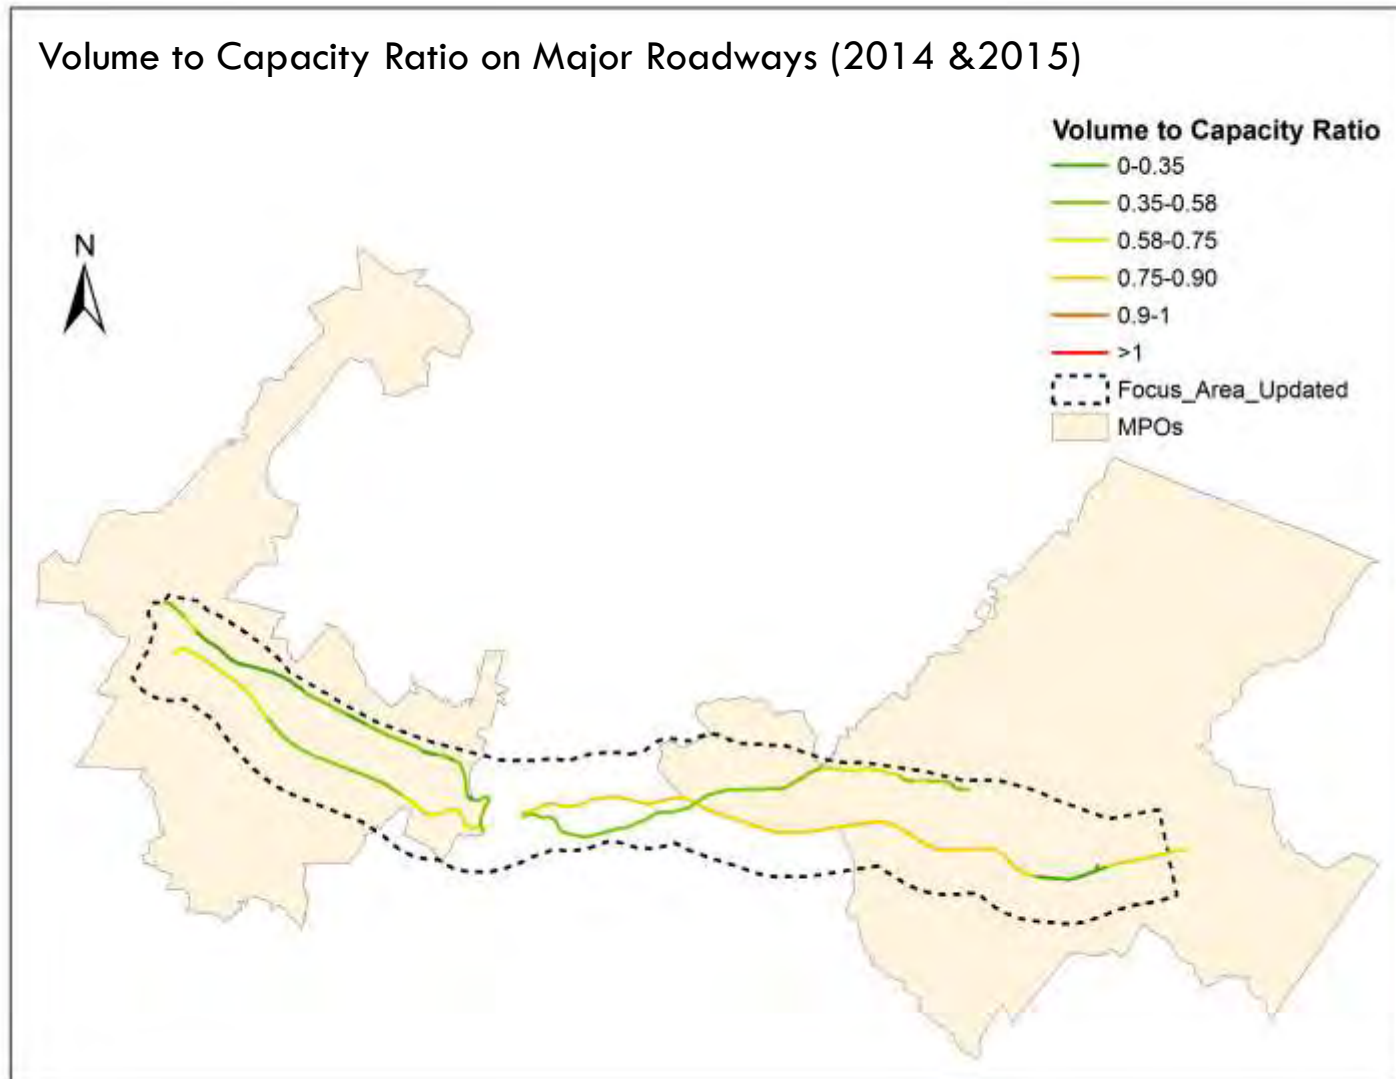 Volume to Capacity Ratio on Major Roadways (2014 &2015)
Volume to Capacity Ratio
0-0.35
0.35-0.58
0.58-0.75
0.75-0.90
0.9-1
>1
Focus_Area_Updated
MPOs
N